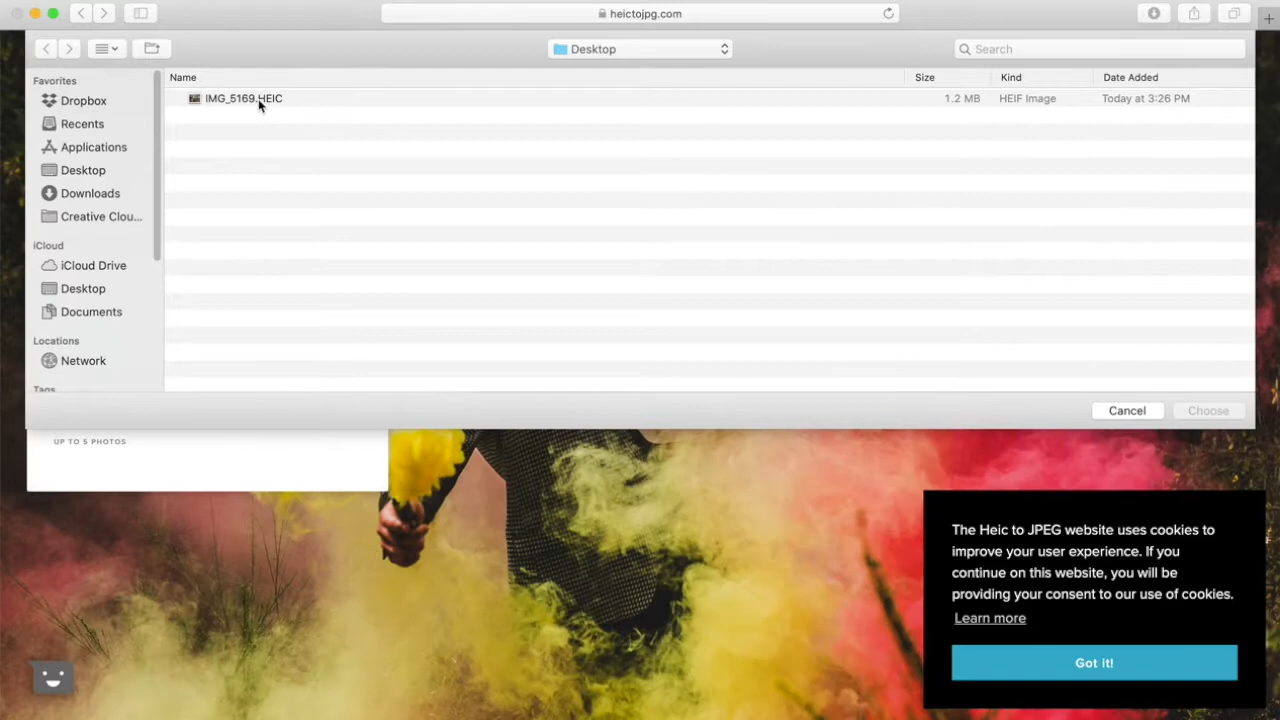 heictojpg.com
Desktop
Search
Favorites
Dropbox
Recents
Applications
Desktop
Downloads
Creative Clou...
iCloud
iCloud Drive
Desktop
Documents
Locations
Network
Tags
Name Size Kind Date Added
IMG_5169.HEIC 1.2 MB HEIF Image Today at 3:26 PM
Cancel Choose
UP TO 5 PHOTOS
The Heic to JPEG website uses cookies to
improve your user experience. If you
continue on this website, you will be
providing your consent to our use of cookies.
Learn more
Got it!